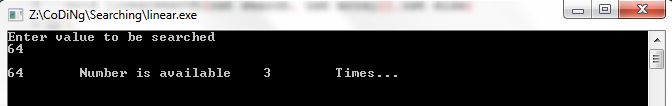 Z:\CoDiNg\Searching\linear.exe
Enter value to be searched
64
64 Number is available 3 Times...